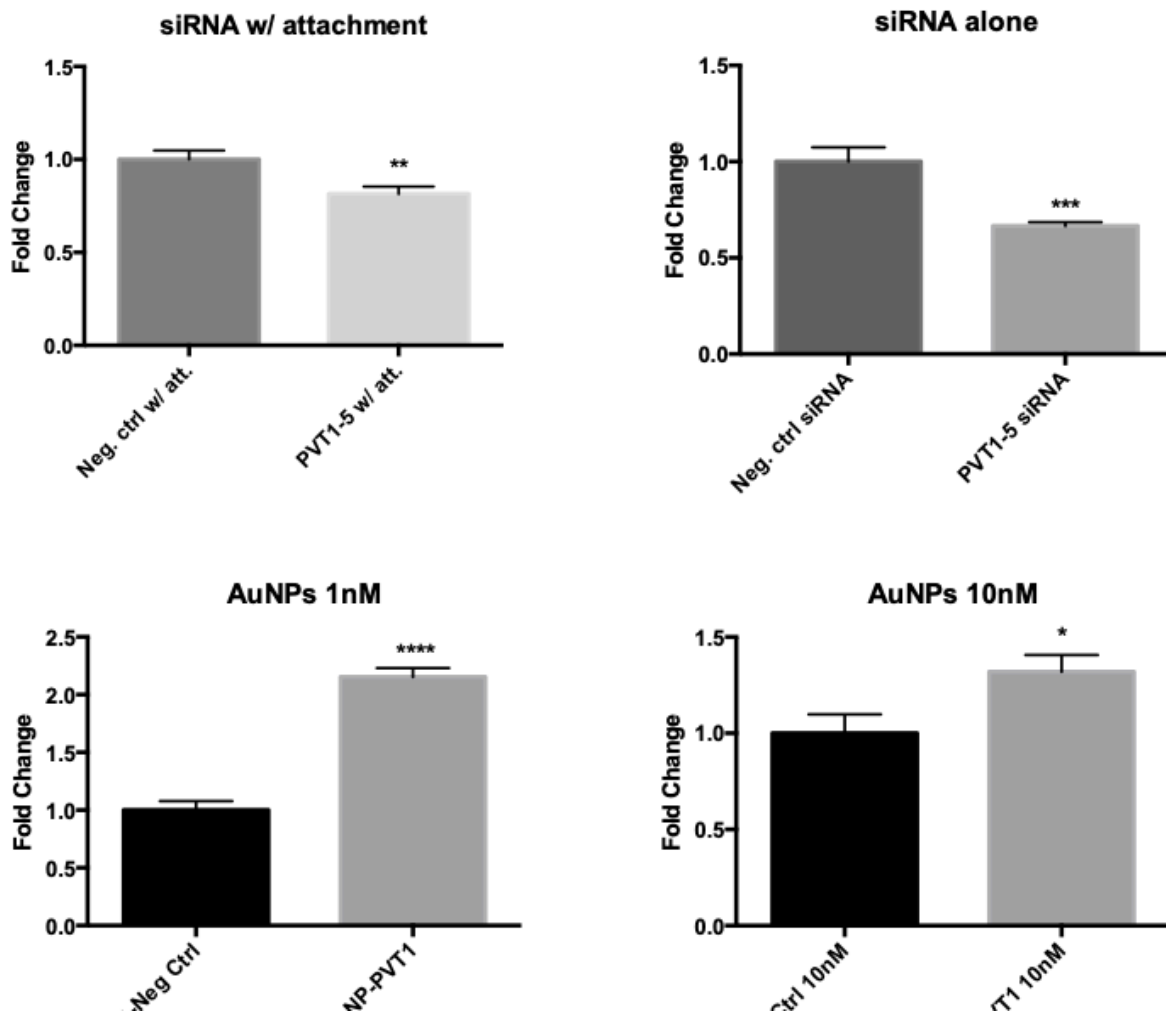 siRNA w/ attachment
Fold Change
1.5
1.0
0.5
0.0
**
Neg. ctrl w/ att.
PVT1-5 w/ att.
siRNA alone
Fold Change
1.5
1.0
0.5
0.0
***
Neg. ctrl siRNA
PVT1-5 siRNA
AuNPs 1nM
Fold Change
2.5
2.0
1.5
1.0
0.5
0.0
****
-Neg Ctrl
NP-PVT1
AuNPs 10nM
Fold Change
1.5
1.0
0.5
0.0
*
Ctrl 10nM
VT1 10nM